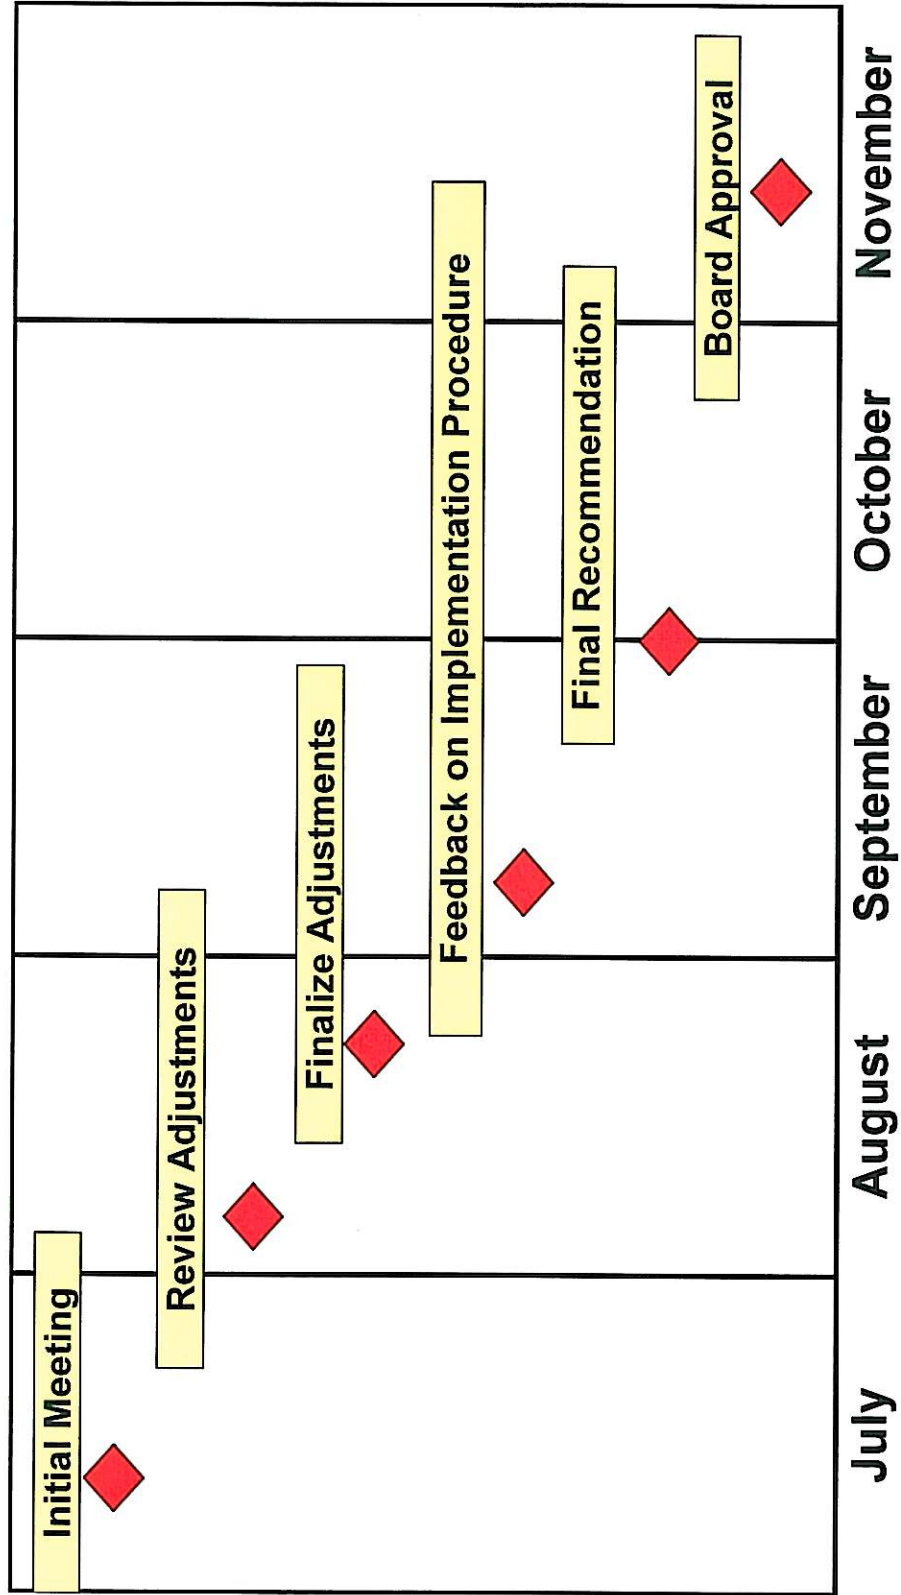 Initial Meeting
Review Adjustments
Finalize Adjustments
Feedback on Implementation Procedure
Final Recommendation
Board Approval
July
August
September
October
November